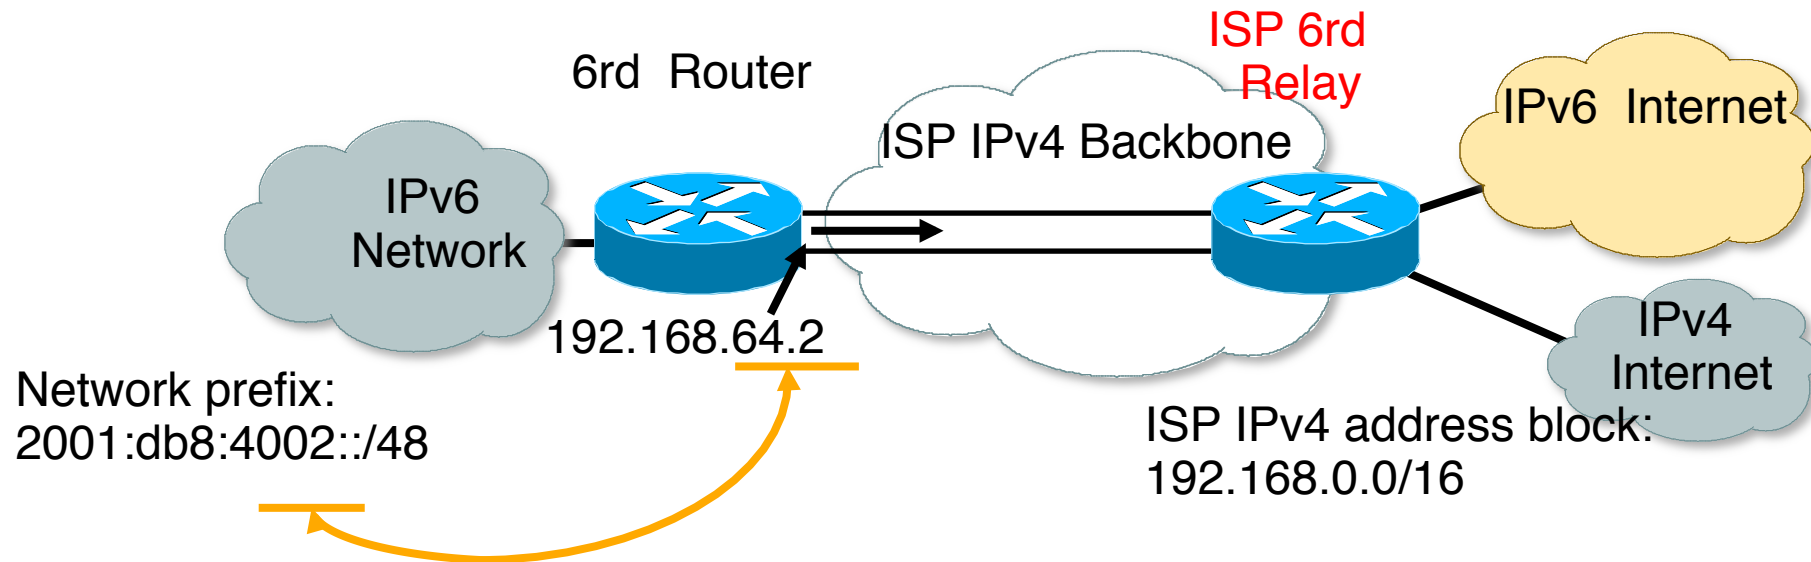 ISP 6rd
Relay
6rd Router
IPv6 Internet
ISP IPv4 Backbone
IPv6
Network
192.168.64.2
IPv4
Internet
Network prefix:
2001:db8:4002::/48
ISP IPv4 address block:
192.168.0.0/16